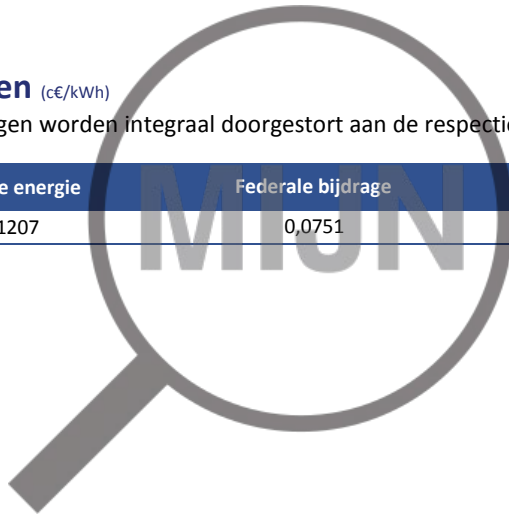 en (c€/kWh)
gen worden integraal doorgestort aan de respectie
e energie Federale bijdrage
1207 0,0751
MIJN